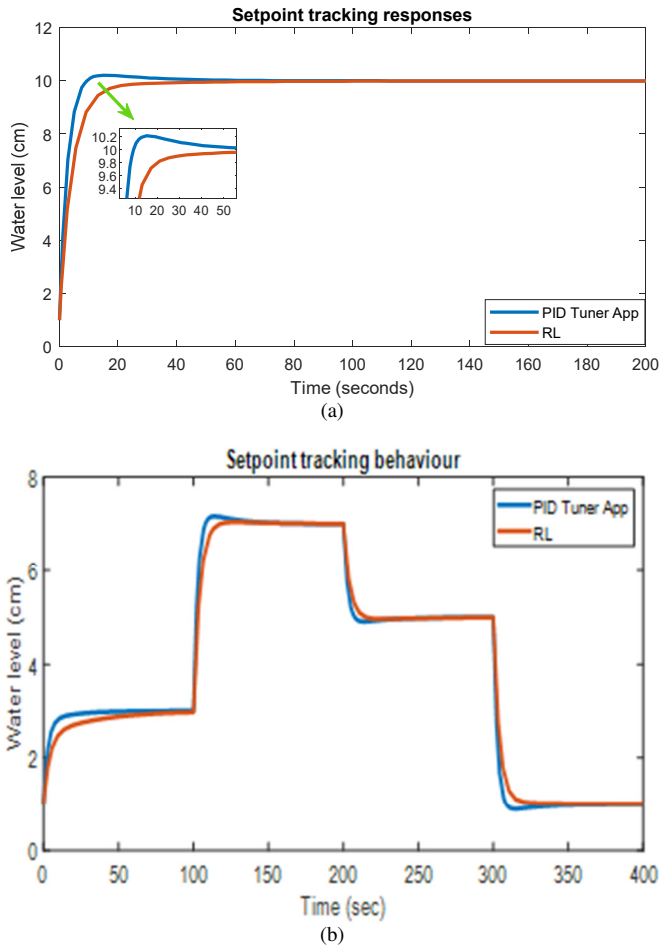 Setpoint tracking responses
12
10
8
6
4
2
0
Water level (cm)
10.2
10
9.8
9.6
9.4
10 20 30 40 50
PID Tuner App
RL
0 20 40 60 80 100 120 140 160 180 200
Time (seconds)
(a)
Setpoint tracking behaviour
8
6
4
2
0
Water level (cm)
PID Tuner App
RL
0 50 100 150 200 250 300 350 400
Time (sec)
(b)